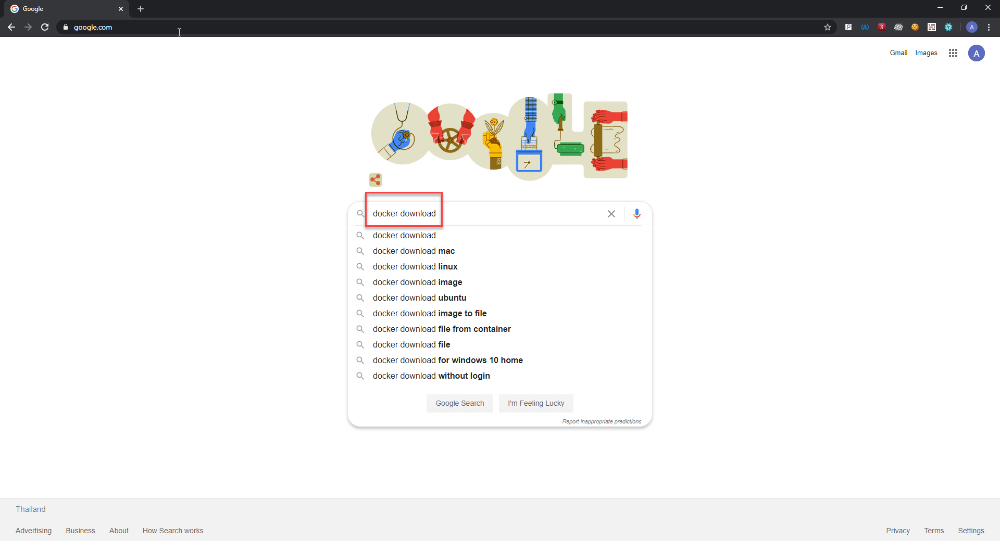 Google
google.com
A
Gmail
Images
A
docker download
docker download
docker download mac
docker download linux
docker download image
docker download ubuntu
docker download image to file
docker download file from container
docker download file
docker download for windows 10 home
docker download without login
Google Search
I'm Feeling Lucky
Report inappropriate predictions
Thailand
Advertising
Business
About
How Search works
Privacy
Terms
Settings